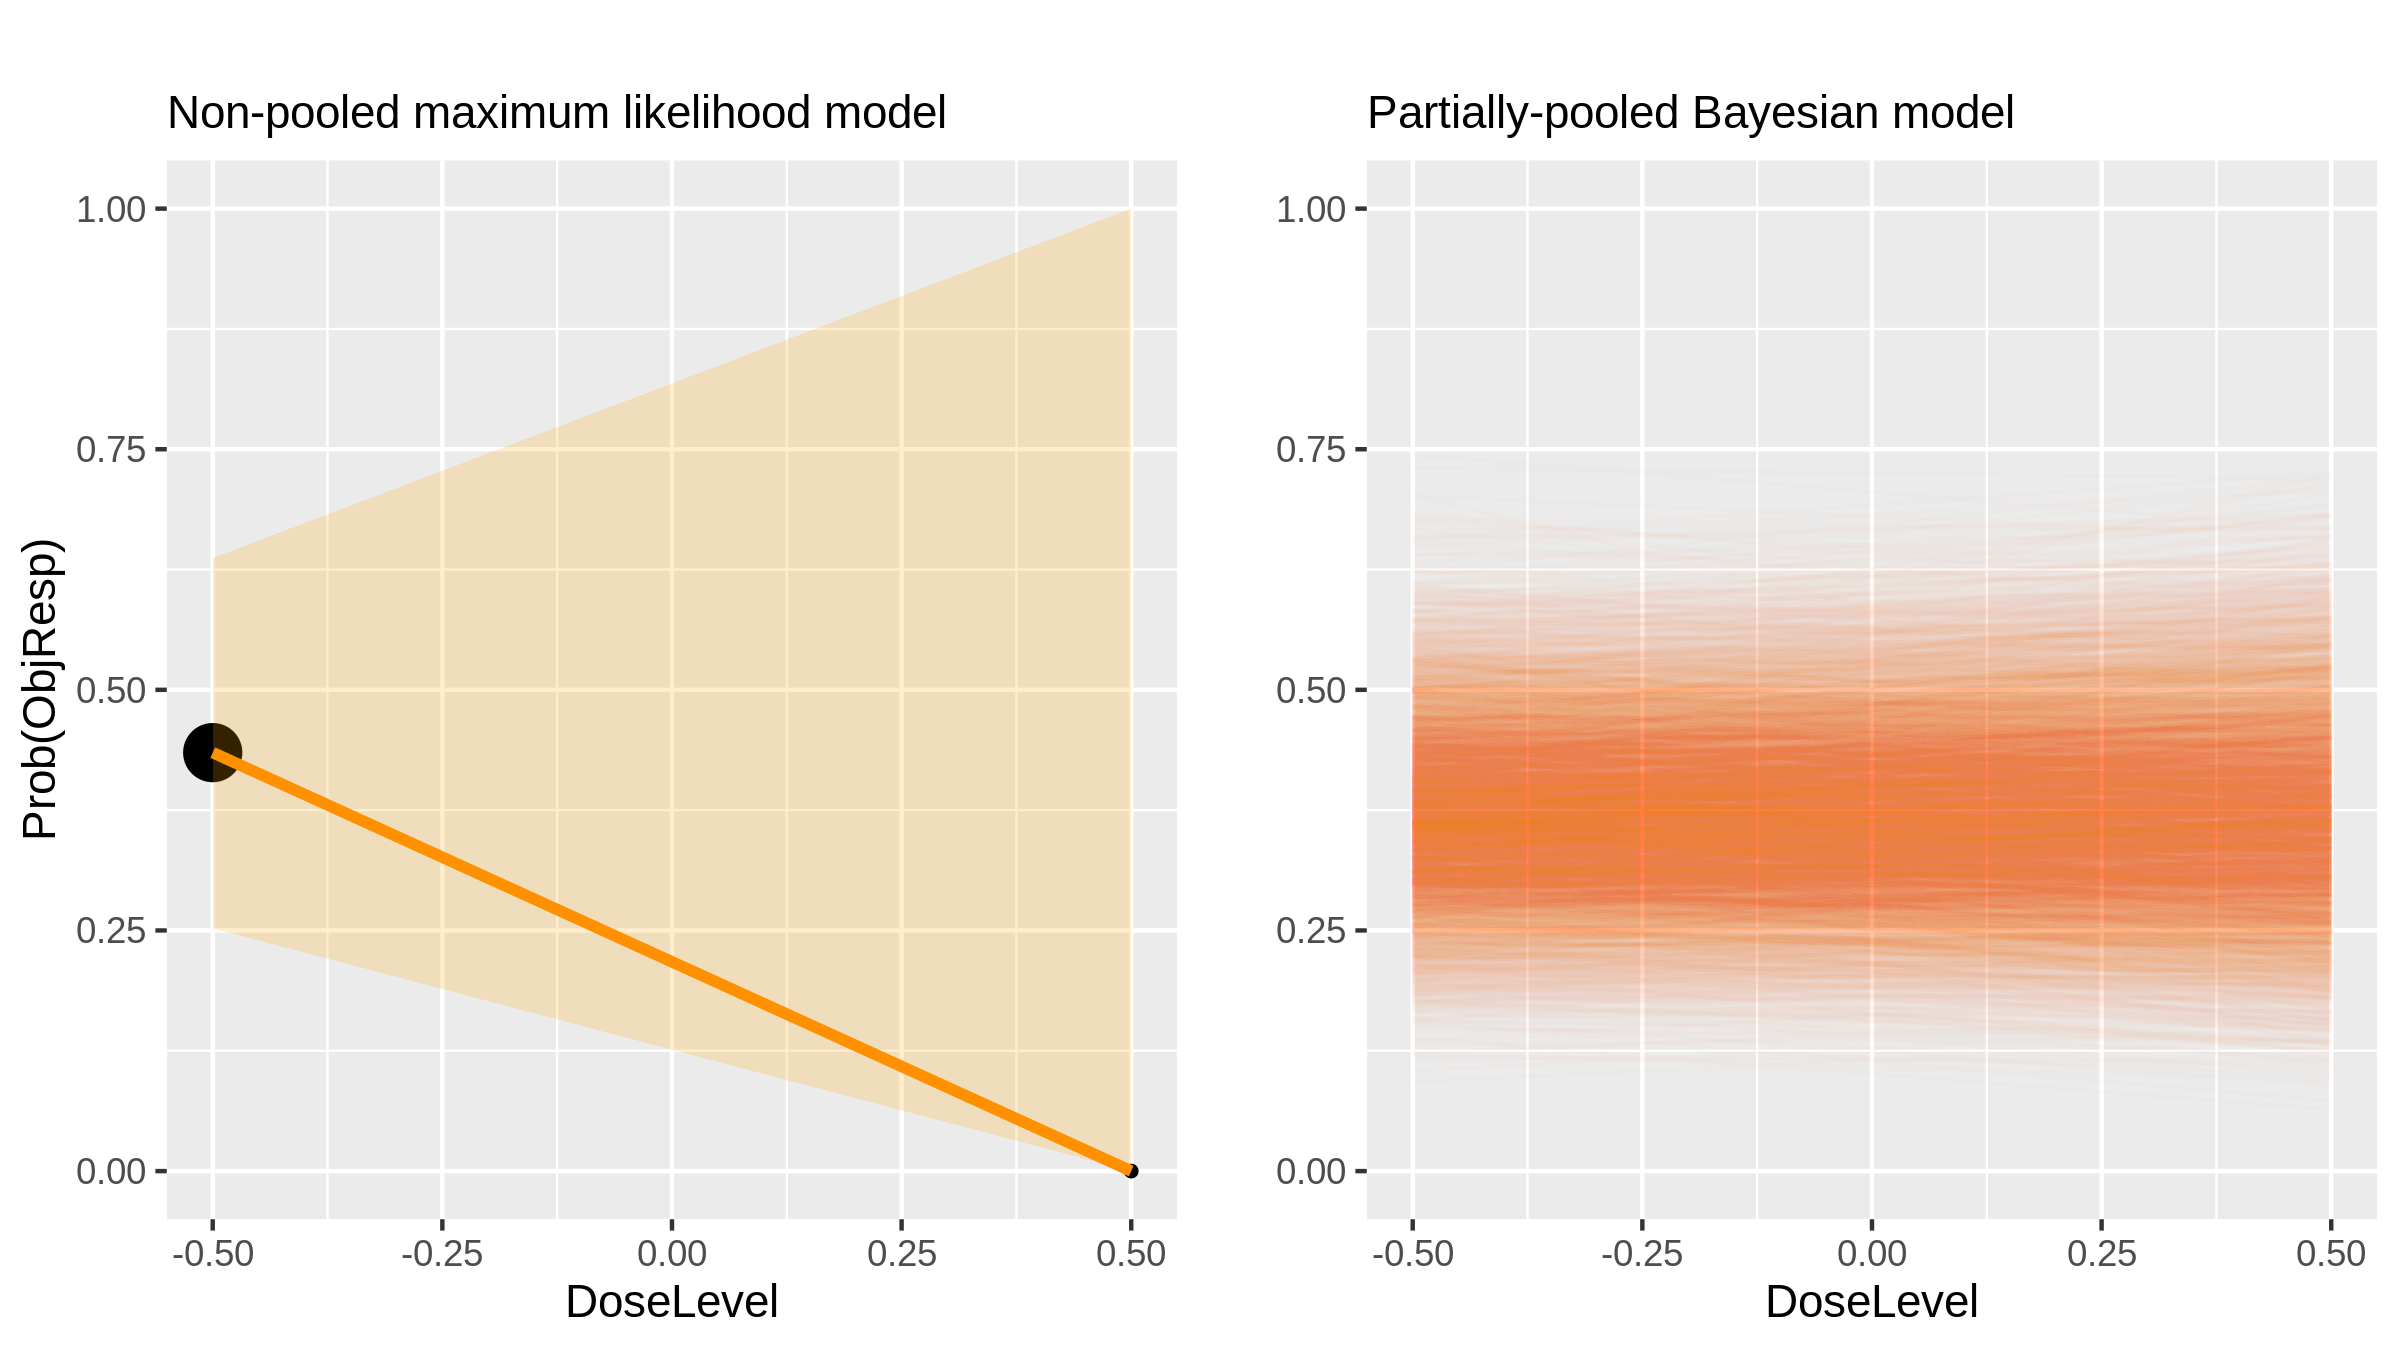 Non-pooled maximum likelihood model
Prob(ObjResp)
1.00
0.75
0.50
0.25
0.00
-0.50 -0.25 0.00 0.25 0.50
DoseLevel
Partially-pooled Bayesian model
1.00
0.75
0.50
0.25
0.00
-0.50 -0.25 0.00 0.25 0.50
DoseLevel